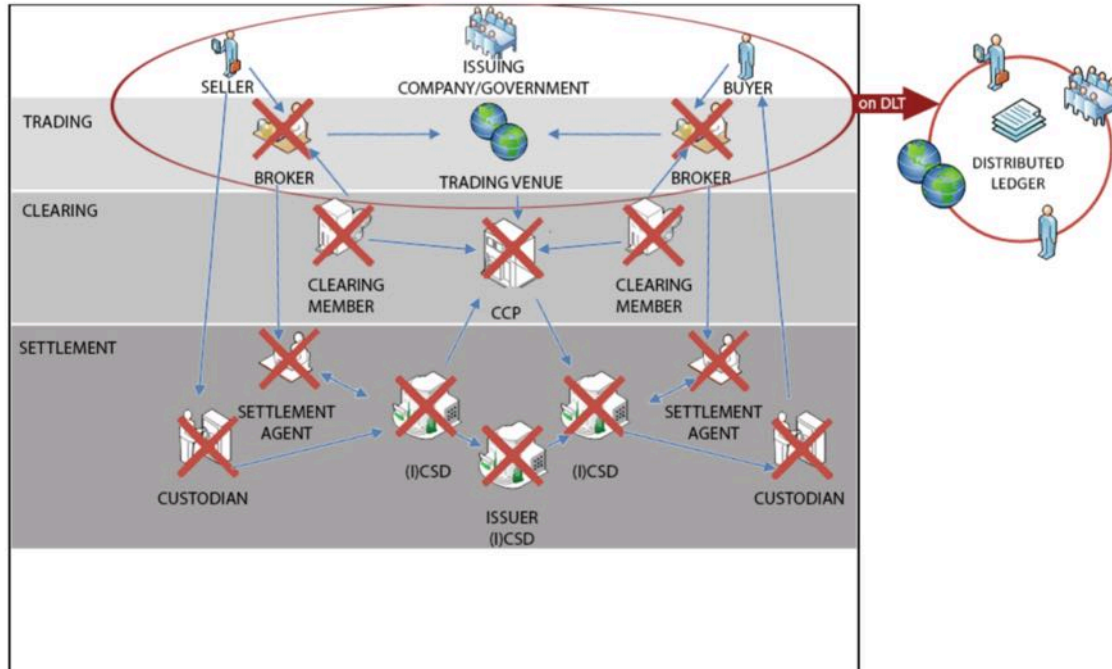 SELLER
ISSUING
COMPANY/GOVERNMENT
BUYER
on DLT
TRADING
BROKER
TRADING VENUE
BROKER
DISTRIBUTED
LEDGER
CLEARING
CLEARING
MEMBER
CCP
CLEARING
MEMBER
SETTLEMENT
SETTLEMENT
AGENT
SETTLEMENT
AGENT
(I)CSD
(I)CSD
CUSTODIAN
CUSTODIAN
ISSUER
(I)CSD